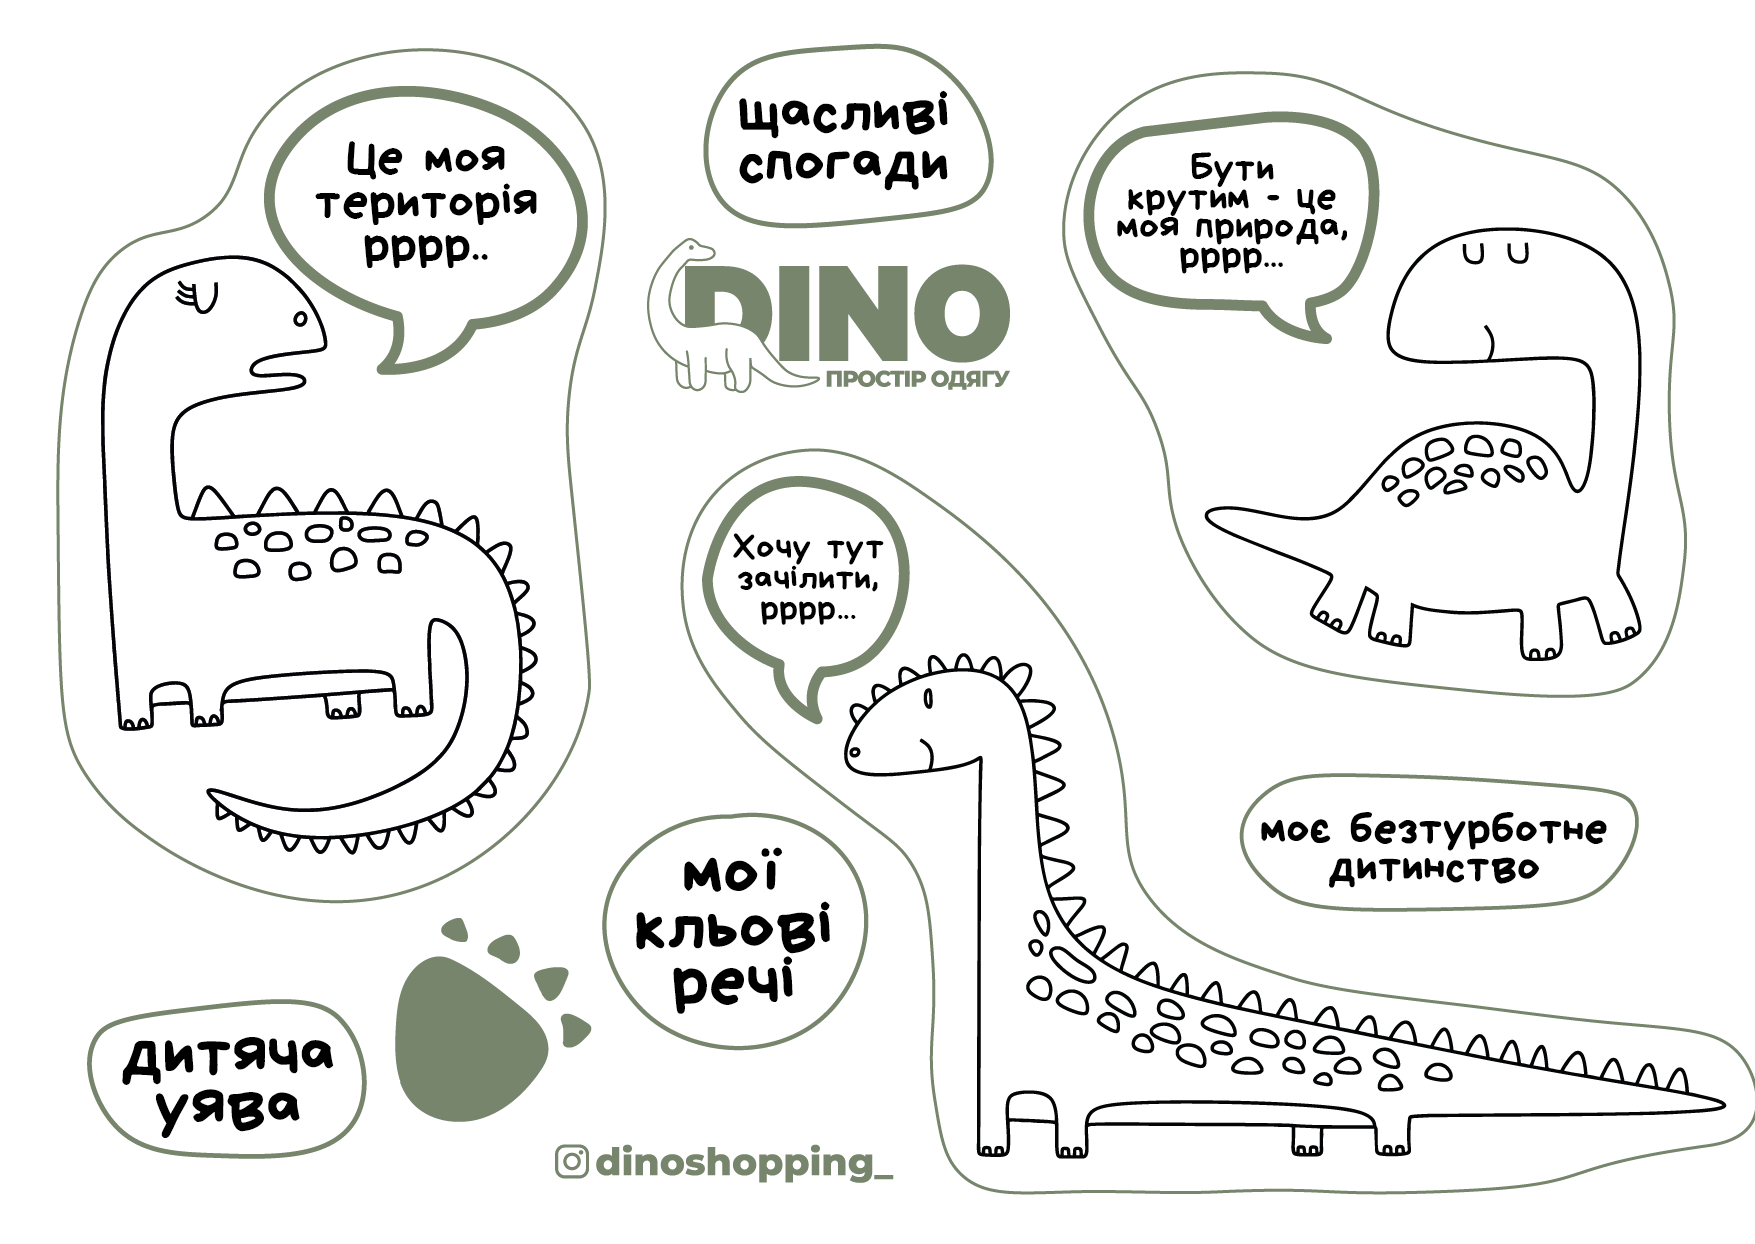 Це моя
територія
рррр..
щасливі
спогади
DINO
ПРОСТІР ОДЯГУ
Бути
крутим - це
моя природа,
рррр...
Хочу тут
зачілити,
рррр...
моє безтурботне
дитинство
мої
кльові
речі
дитяча
уява
dinoshopping_